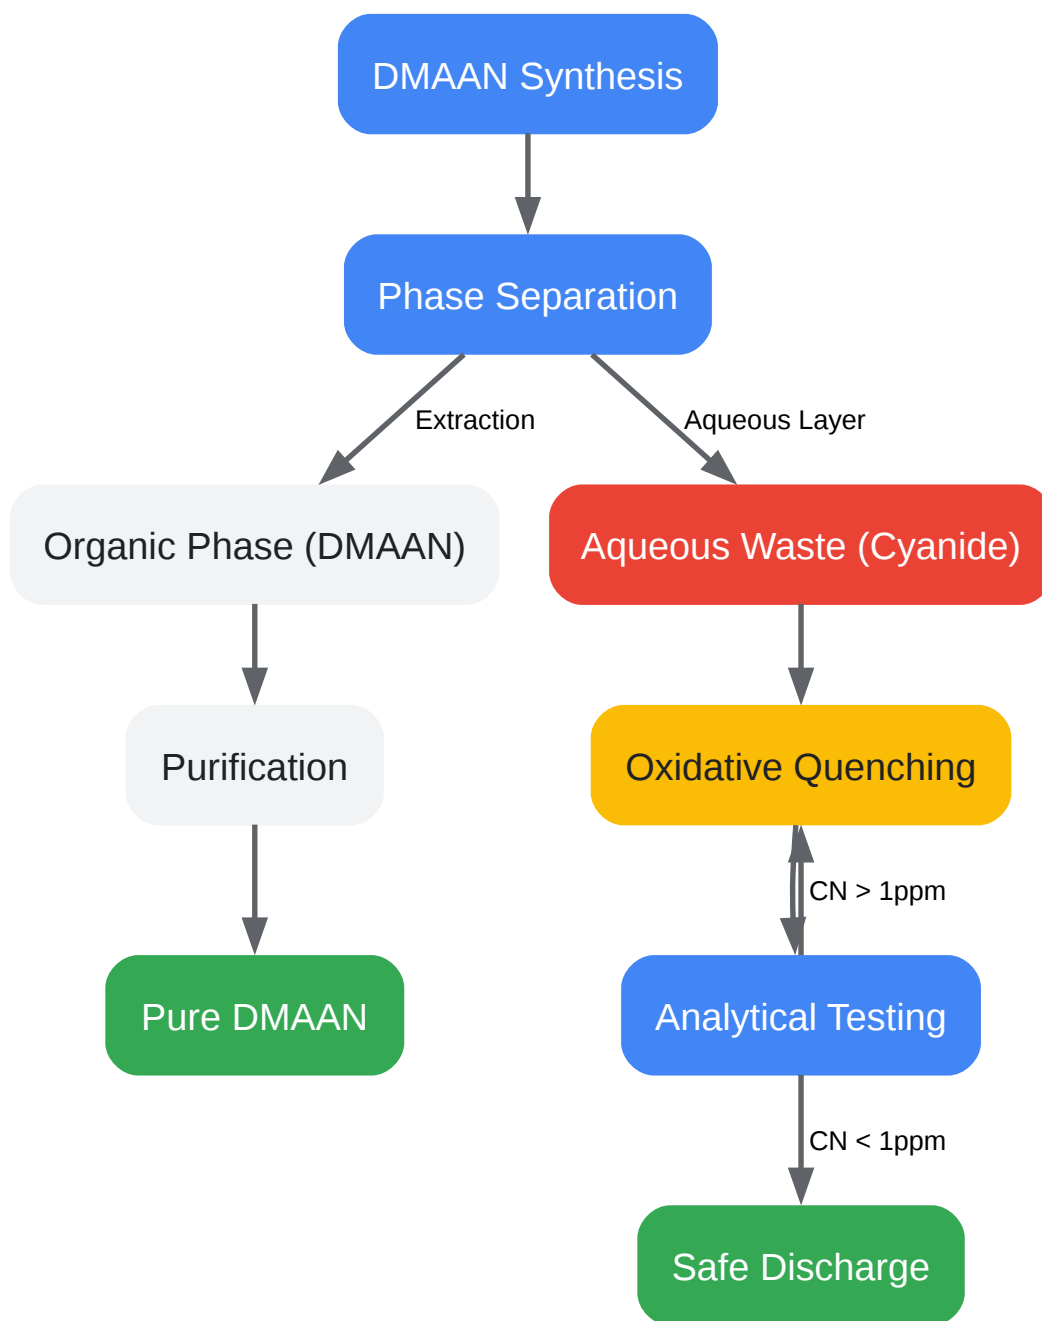 DMAAN Synthesis
Phase Separation
Extraction
Aqueous Layer
Organic Phase (DMAAN)
Aqueous Waste (Cyanide)
Purification
Oxidative Quenching
CN > 1ppm
Pure DMAAN
Analytical Testing
CN < 1ppm
Safe Discharge